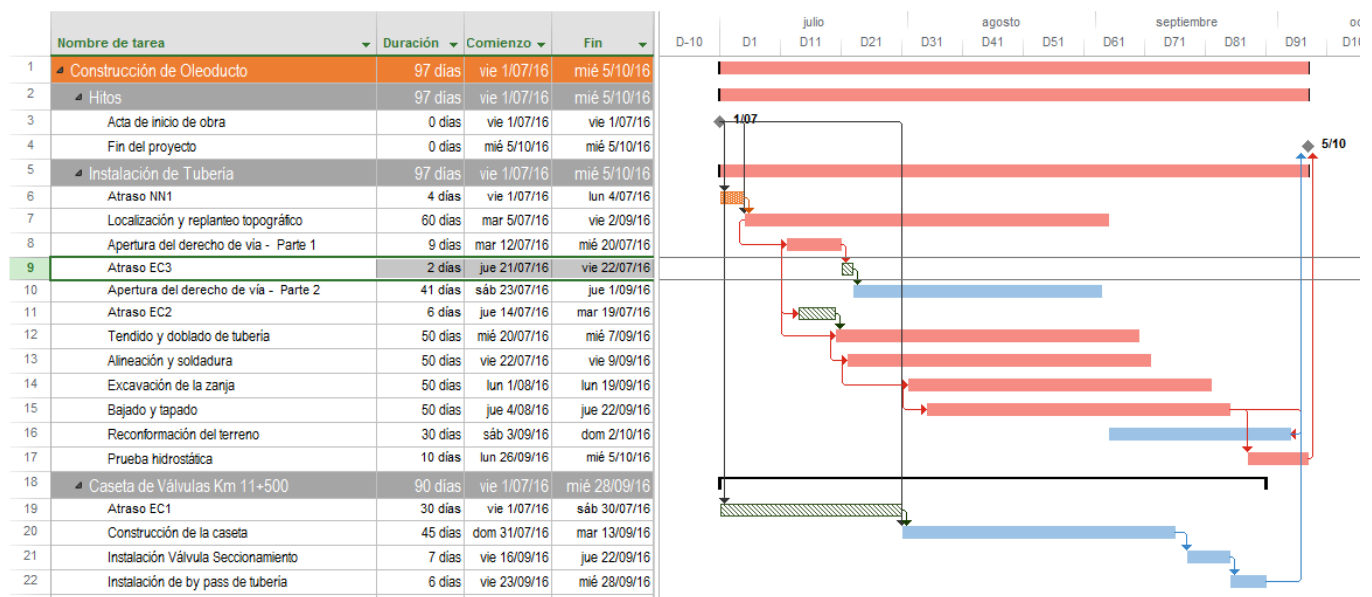 julio agosto septiembre oc
Nombre de tarea Duración Comienzo Fin D-10 D1 D11 D21 D31 D41 D51 D61 D71 D81 D91 D10
1 Construcción de Oleoducto 97 días vie 1/07/16 mié 5/10/16
2 Hitos 97 días vie 1/07/16 mié 5/10/16
3 Acta de inicio de obra 0 días vie 1/07/16 vie 1/07/16 1/07
4 Fin del proyecto 0 días mié 5/10/16 mié 5/10/16 5/10
5 Instalación de Tubería 97 días vie 1/07/16 mié 5/10/16
6 Atraso NN1 4 días vie 1/07/16 lun 4/07/16
7 Localización y replanteo topográfico 60 días mar 5/07/16 vie 2/09/16
8 Apertura del derecho de vía - Parte 1 9 días mar 12/07/16 mié 20/07/16
9 Atraso EC3 2 días jue 21/07/16 vie 22/07/16
10 Apertura del derecho de vía - Parte 2 41 días sáb 23/07/16 jue 1/09/16
11 Atraso EC2 6 días jue 14/07/16 mar 19/07/16
12 Tendido y doblado de tubería 50 días mié 20/07/16 mié 7/09/16
13 Alineación y soldadura 50 días vie 22/07/16 vie 9/09/16
14 Excavación de la zanja 50 días lun 1/08/16 lun 19/09/16
15 Bajado y tapado 50 días jue 4/08/16 jue 22/09/16
16 Reconformación del terreno 30 días sáb 3/09/16 dom 2/10/16
17 Prueba hidrostática 10 días lun 26/09/16 mié 5/10/16
18 Caseta de Válvulas Km 11+500 90 días vie 1/07/16 mié 28/09/16
19 Atraso EC1 30 días vie 1/07/16 sáb 30/07/16
20 Construcción de la caseta 45 días dom 31/07/16 mar 13/09/16
21 Instalación Válvula Seccionamiento 7 días vie 16/09/16 jue 22/09/16
22 Instalación de by pass de tubería 6 días vie 23/09/16 mié 28/09/16